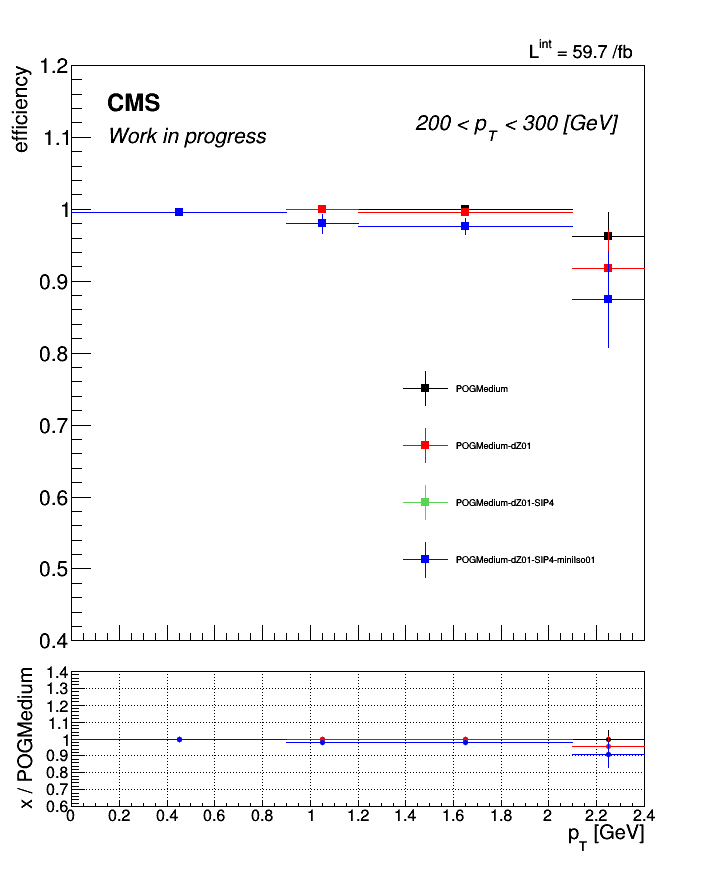 L^int = 59.7 /fb
CMS
Work in progress
200 < p_T < 300 [GeV]
efficiency
1.2
1.1
1
0.9
0.8
0.7
0.6
0.5
0.4
POGMedium
POGMedium-dZ01
POGMedium-dZ01-SIP4
POGMedium-dZ01-SIP4-miniIso01
x / POGMedium
1.4
1.3
1.2
1.1
1
0.9
0.8
0.7
0.6
0 0.2 0.4 0.6 0.8 1 1.2 1.4 1.6 1.8 2 2.2 2.4
p_T [GeV]